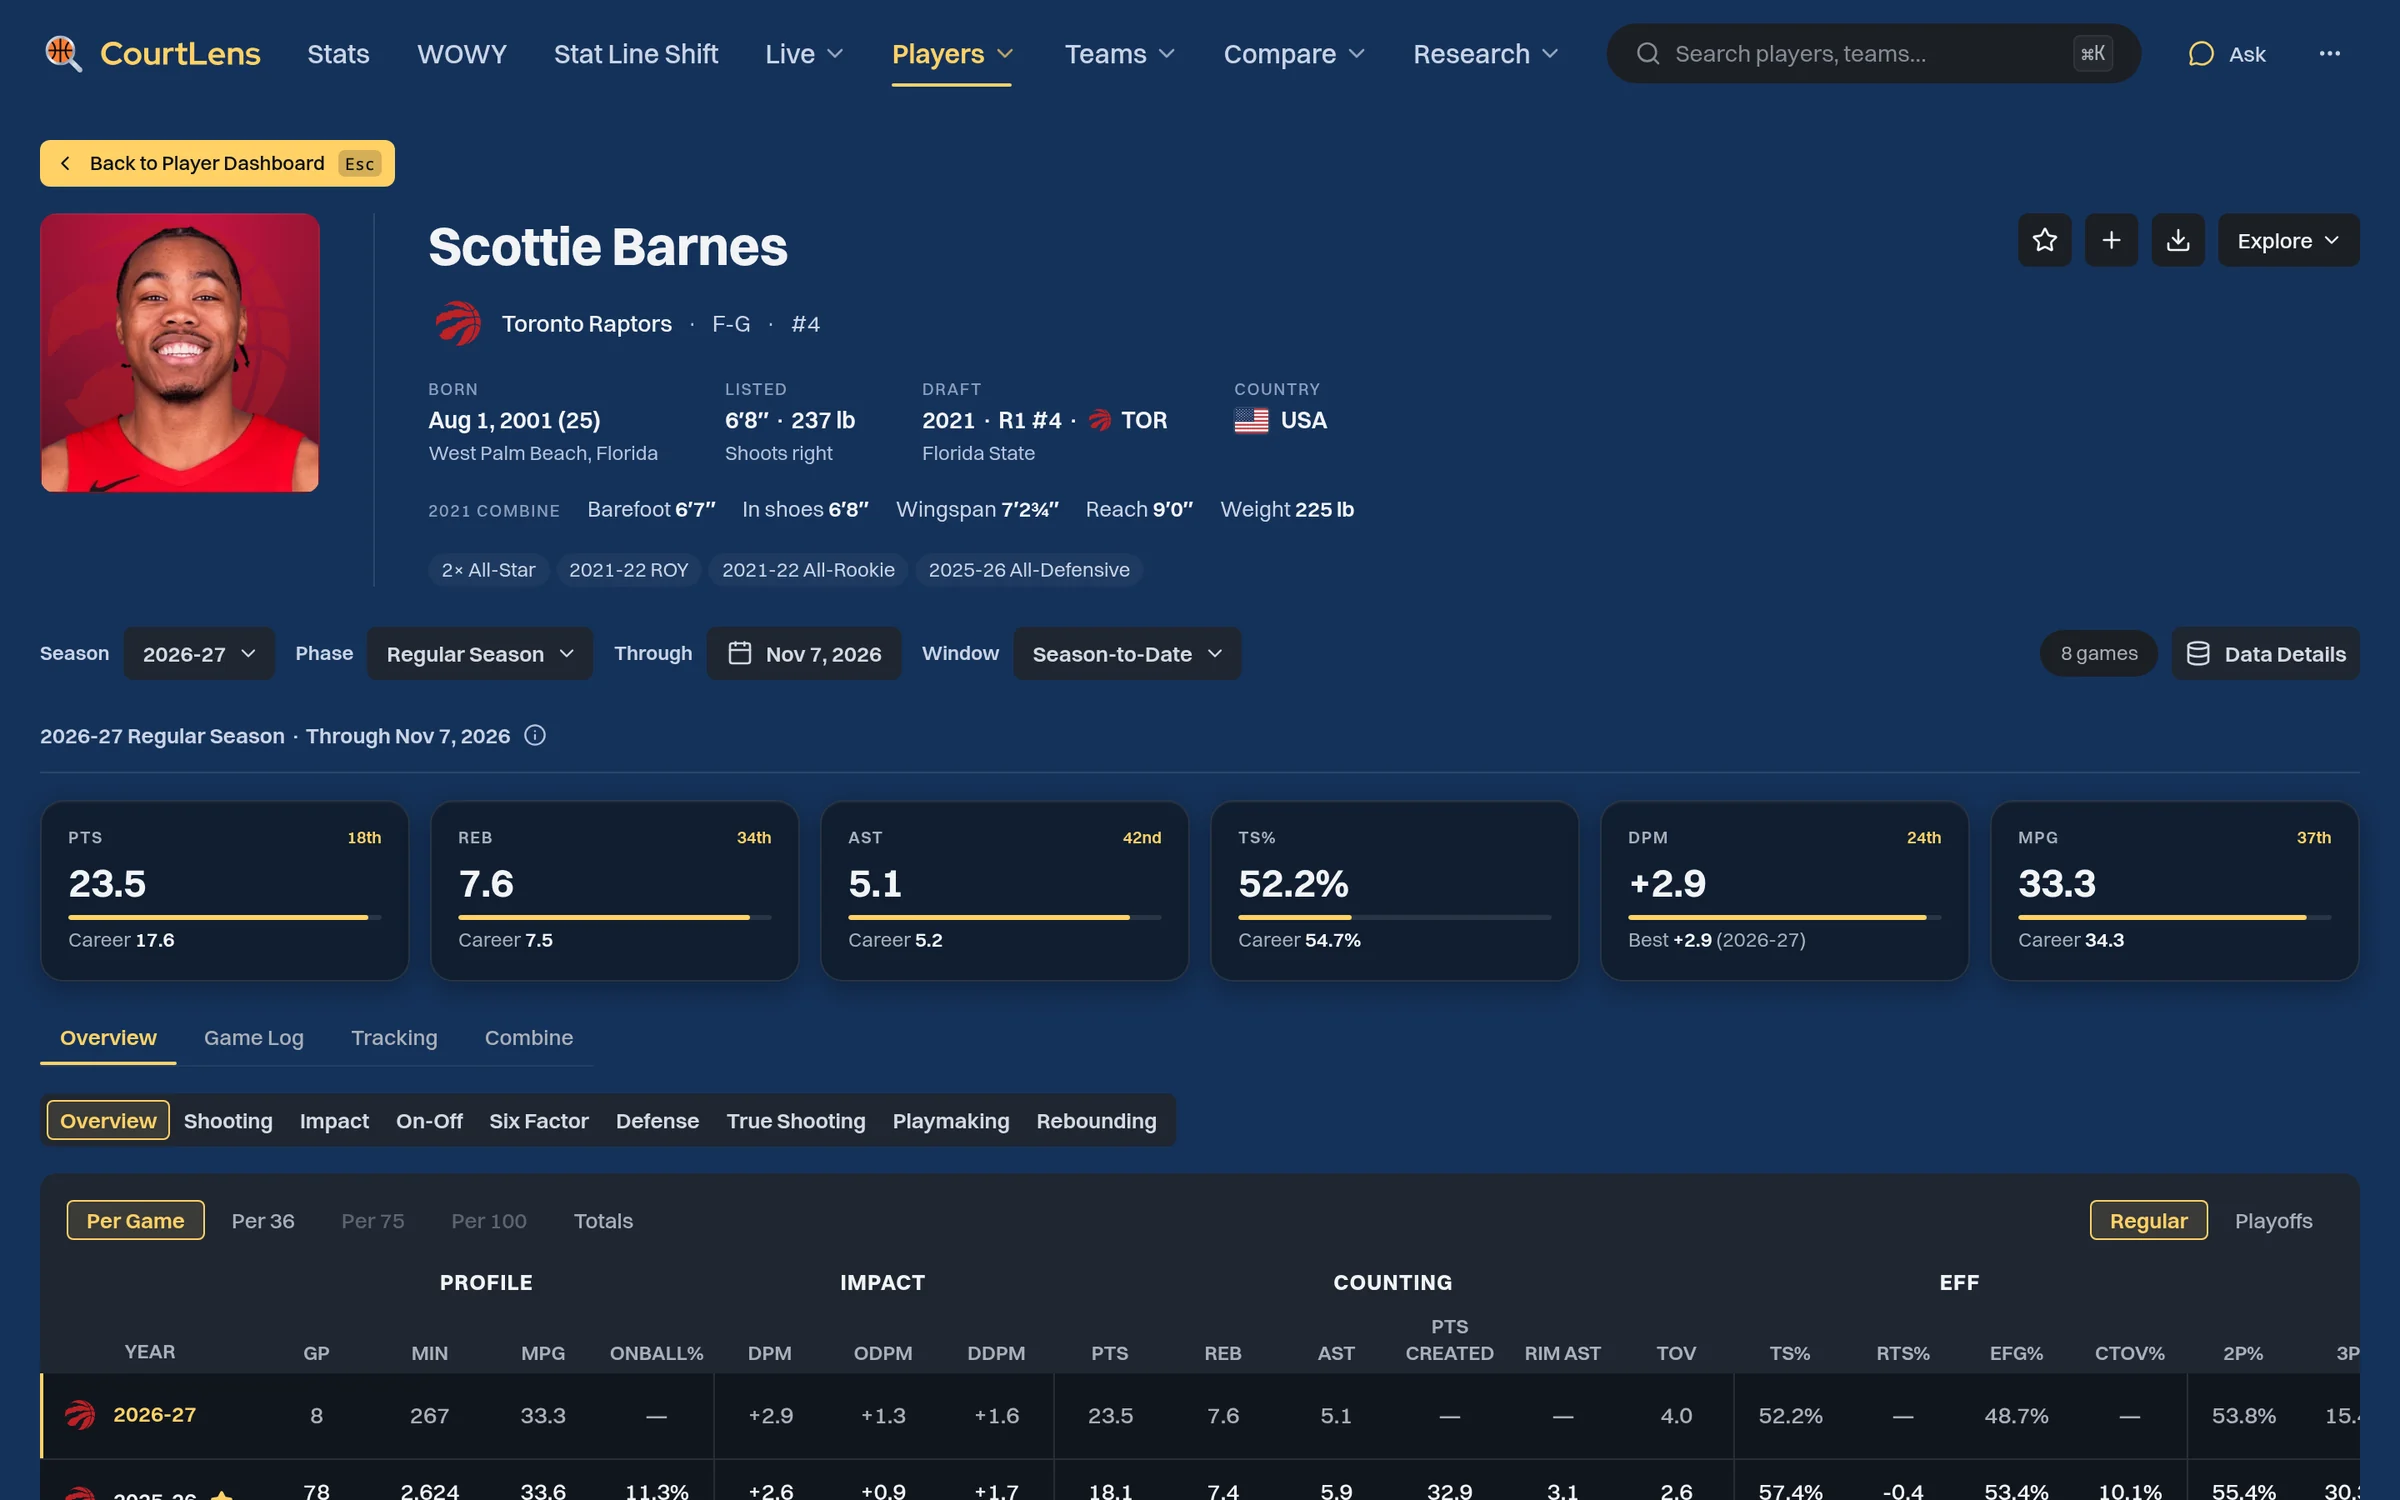 CourtLens Stats WOWY Stat Line Shift Live Players Teams Compare Research Search players, teams... ⌘K Ask
Back to Player Dashboard Esc
Scottie Barnes
Explore
Toronto Raptors · F-G · #4
BORN LISTED DRAFT COUNTRY
Aug 1, 2001 (25) 6′8″ · 237 lb 2021 · R1 #4 · TOR USA
West Palm Beach, Florida Shoots right Florida State
2021 COMBINE Barefoot 6′7″ In shoes 6′8″ Wingspan 7′2¾″ Reach 9′0″ Weight 225 lb
2× All-Star 2021-22 ROY 2021-22 All-Rookie 2025-26 All-Defensive
Season 2026-27 Phase Regular Season Through Nov 7, 2026 Window Season-to-Date 8 games Data Details
2026-27 Regular Season · Through Nov 7, 2026
PTS 18th REB 34th AST 42nd TS% DPM 24th MPG 37th
23.5 7.6 5.1 52.2% +2.9 33.3
Career 17.6 Career 7.5 Career 5.2 Career 54.7% Best +2.9 (2026-27) Career 34.3
Overview Game Log Tracking Combine
Overview Shooting Impact On-Off Six Factor Defense True Shooting Playmaking Rebounding
Per Game Per 36 Per 75 Per 100 Totals Regular Playoffs
PROFILE IMPACT COUNTING EFF
YEAR GP MIN MPG ONBALL% DPM ODPM DDPM PTS REB AST PTS CREATED RIM AST TOV TS% RTS% EFG% CTOV% 2P% 3P
2026-27 8 267 33.3 — +2.9 +1.3 +1.6 23.5 7.6 5.1 — — 4.0 52.2% — 48.7% — 53.8% 15.4
2025-26 78 2,624 33.6 11.3% +2.6 +0.9 +1.7 18.1 7.4 5.9 32.9 3.1 2.6 57.4% -0.4 53.4% 10.1% 55.4% 30.